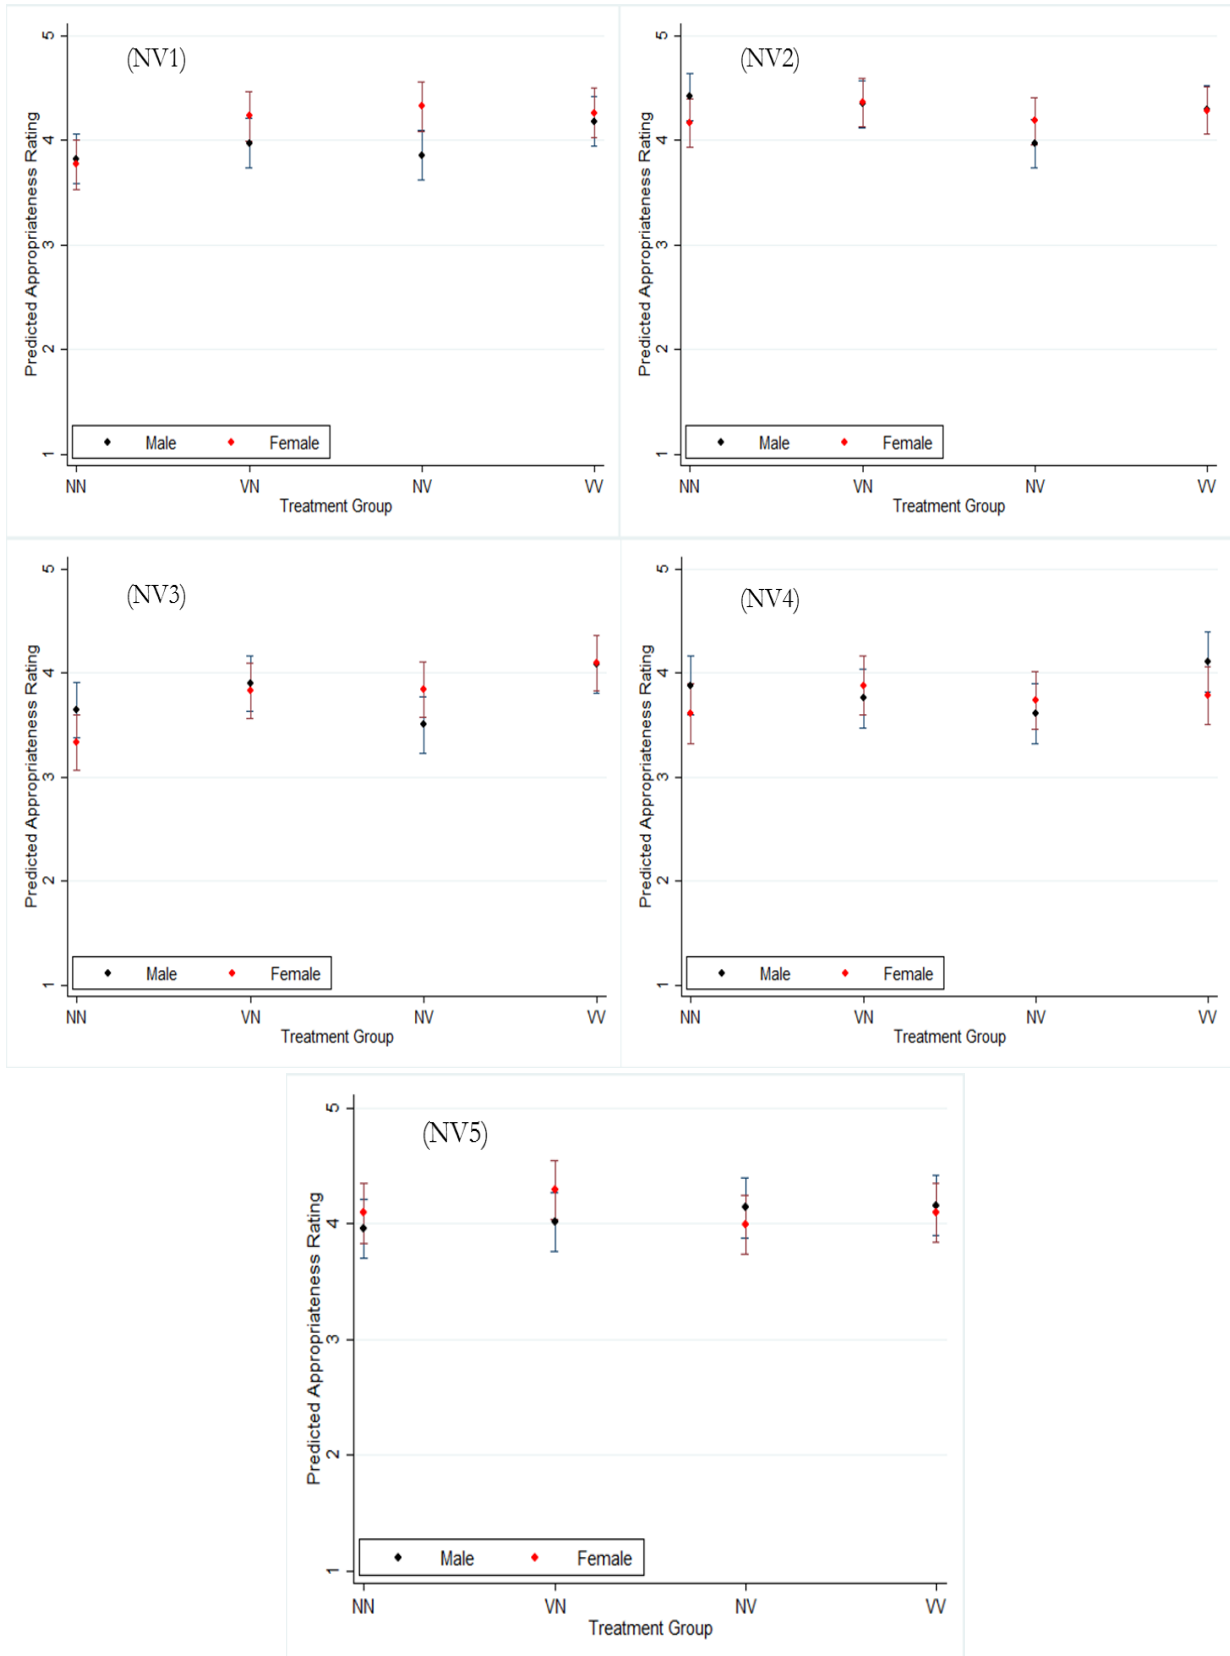 (NV1)
Predicted Appropriateness Rating
5
4
3
2
1
Male Female
NN VN NV VV
Treatment Group
(NV2)
Predicted Appropriateness Rating
5
4
3
2
1
Male Female
NN VN NV VV
Treatment Group
(NV3)
Predicted Appropriateness Rating
5
4
3
2
1
Male Female
NN VN NV VV
Treatment Group
(NV4)
Predicted Appropriateness Rating
5
4
3
2
1
Male Female
NN VN NV VV
Treatment Group
(NV5)
Predicted Appropriateness Rating
5
4
3
2
1
Male Female
NN VN NV VV
Treatment Group